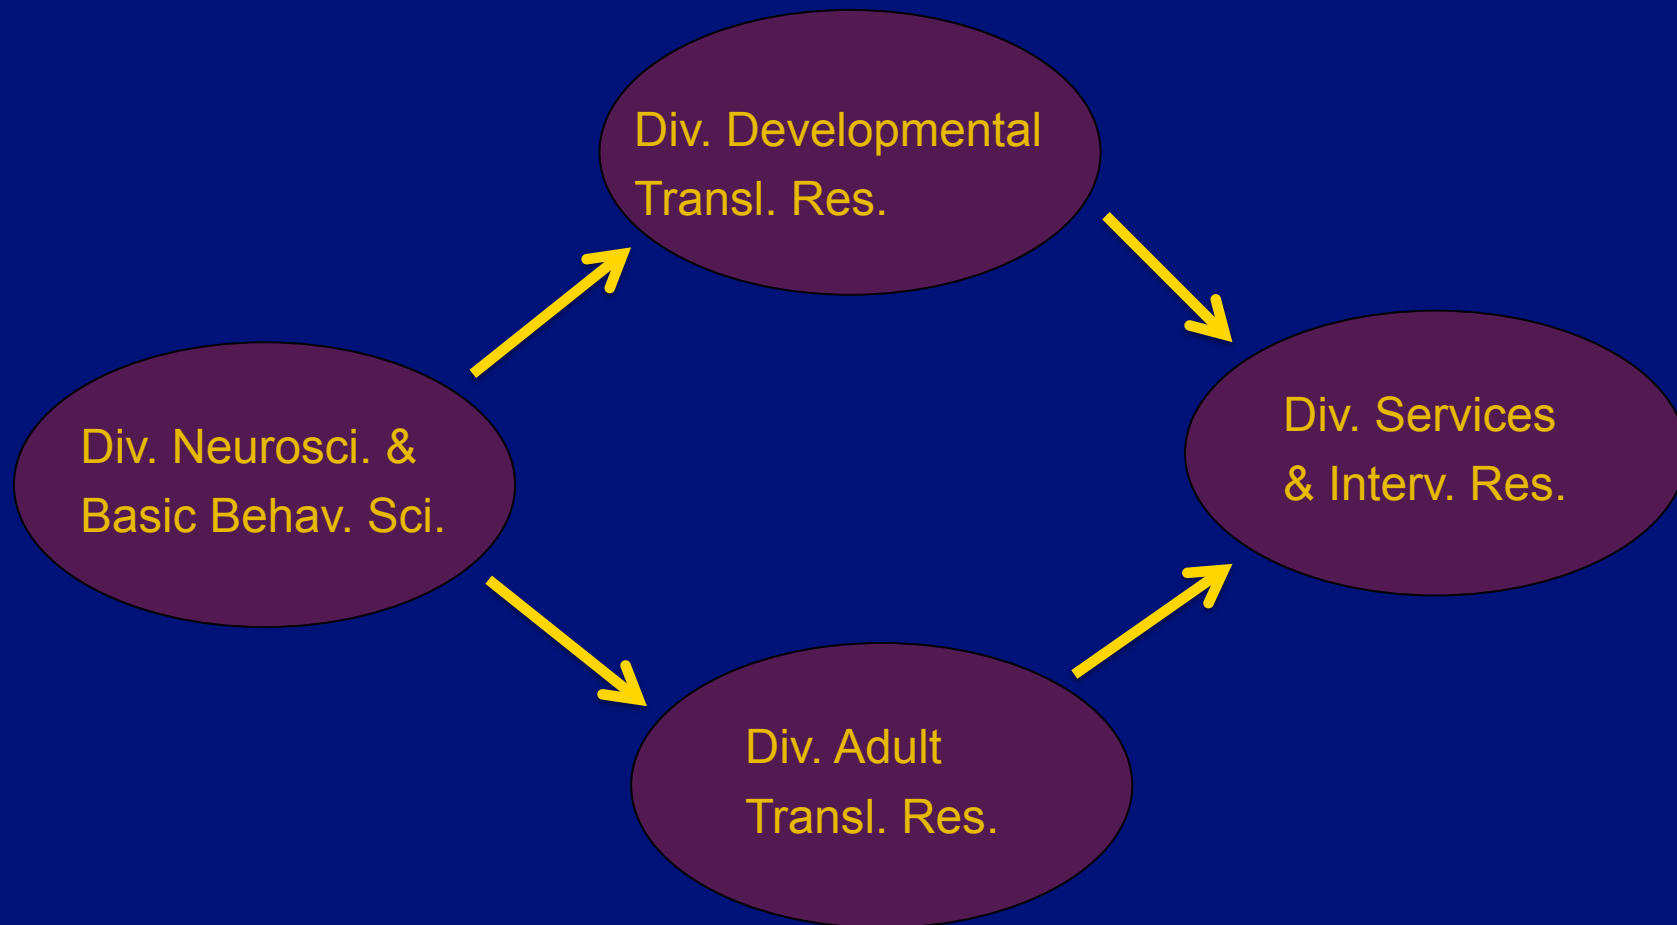 Div. Developmental
Transl. Res.
Div. Neurosci. &
Basic Behav. Sci.
Div. Services
& Interv. Res.
Div. Adult
Transl. Res.